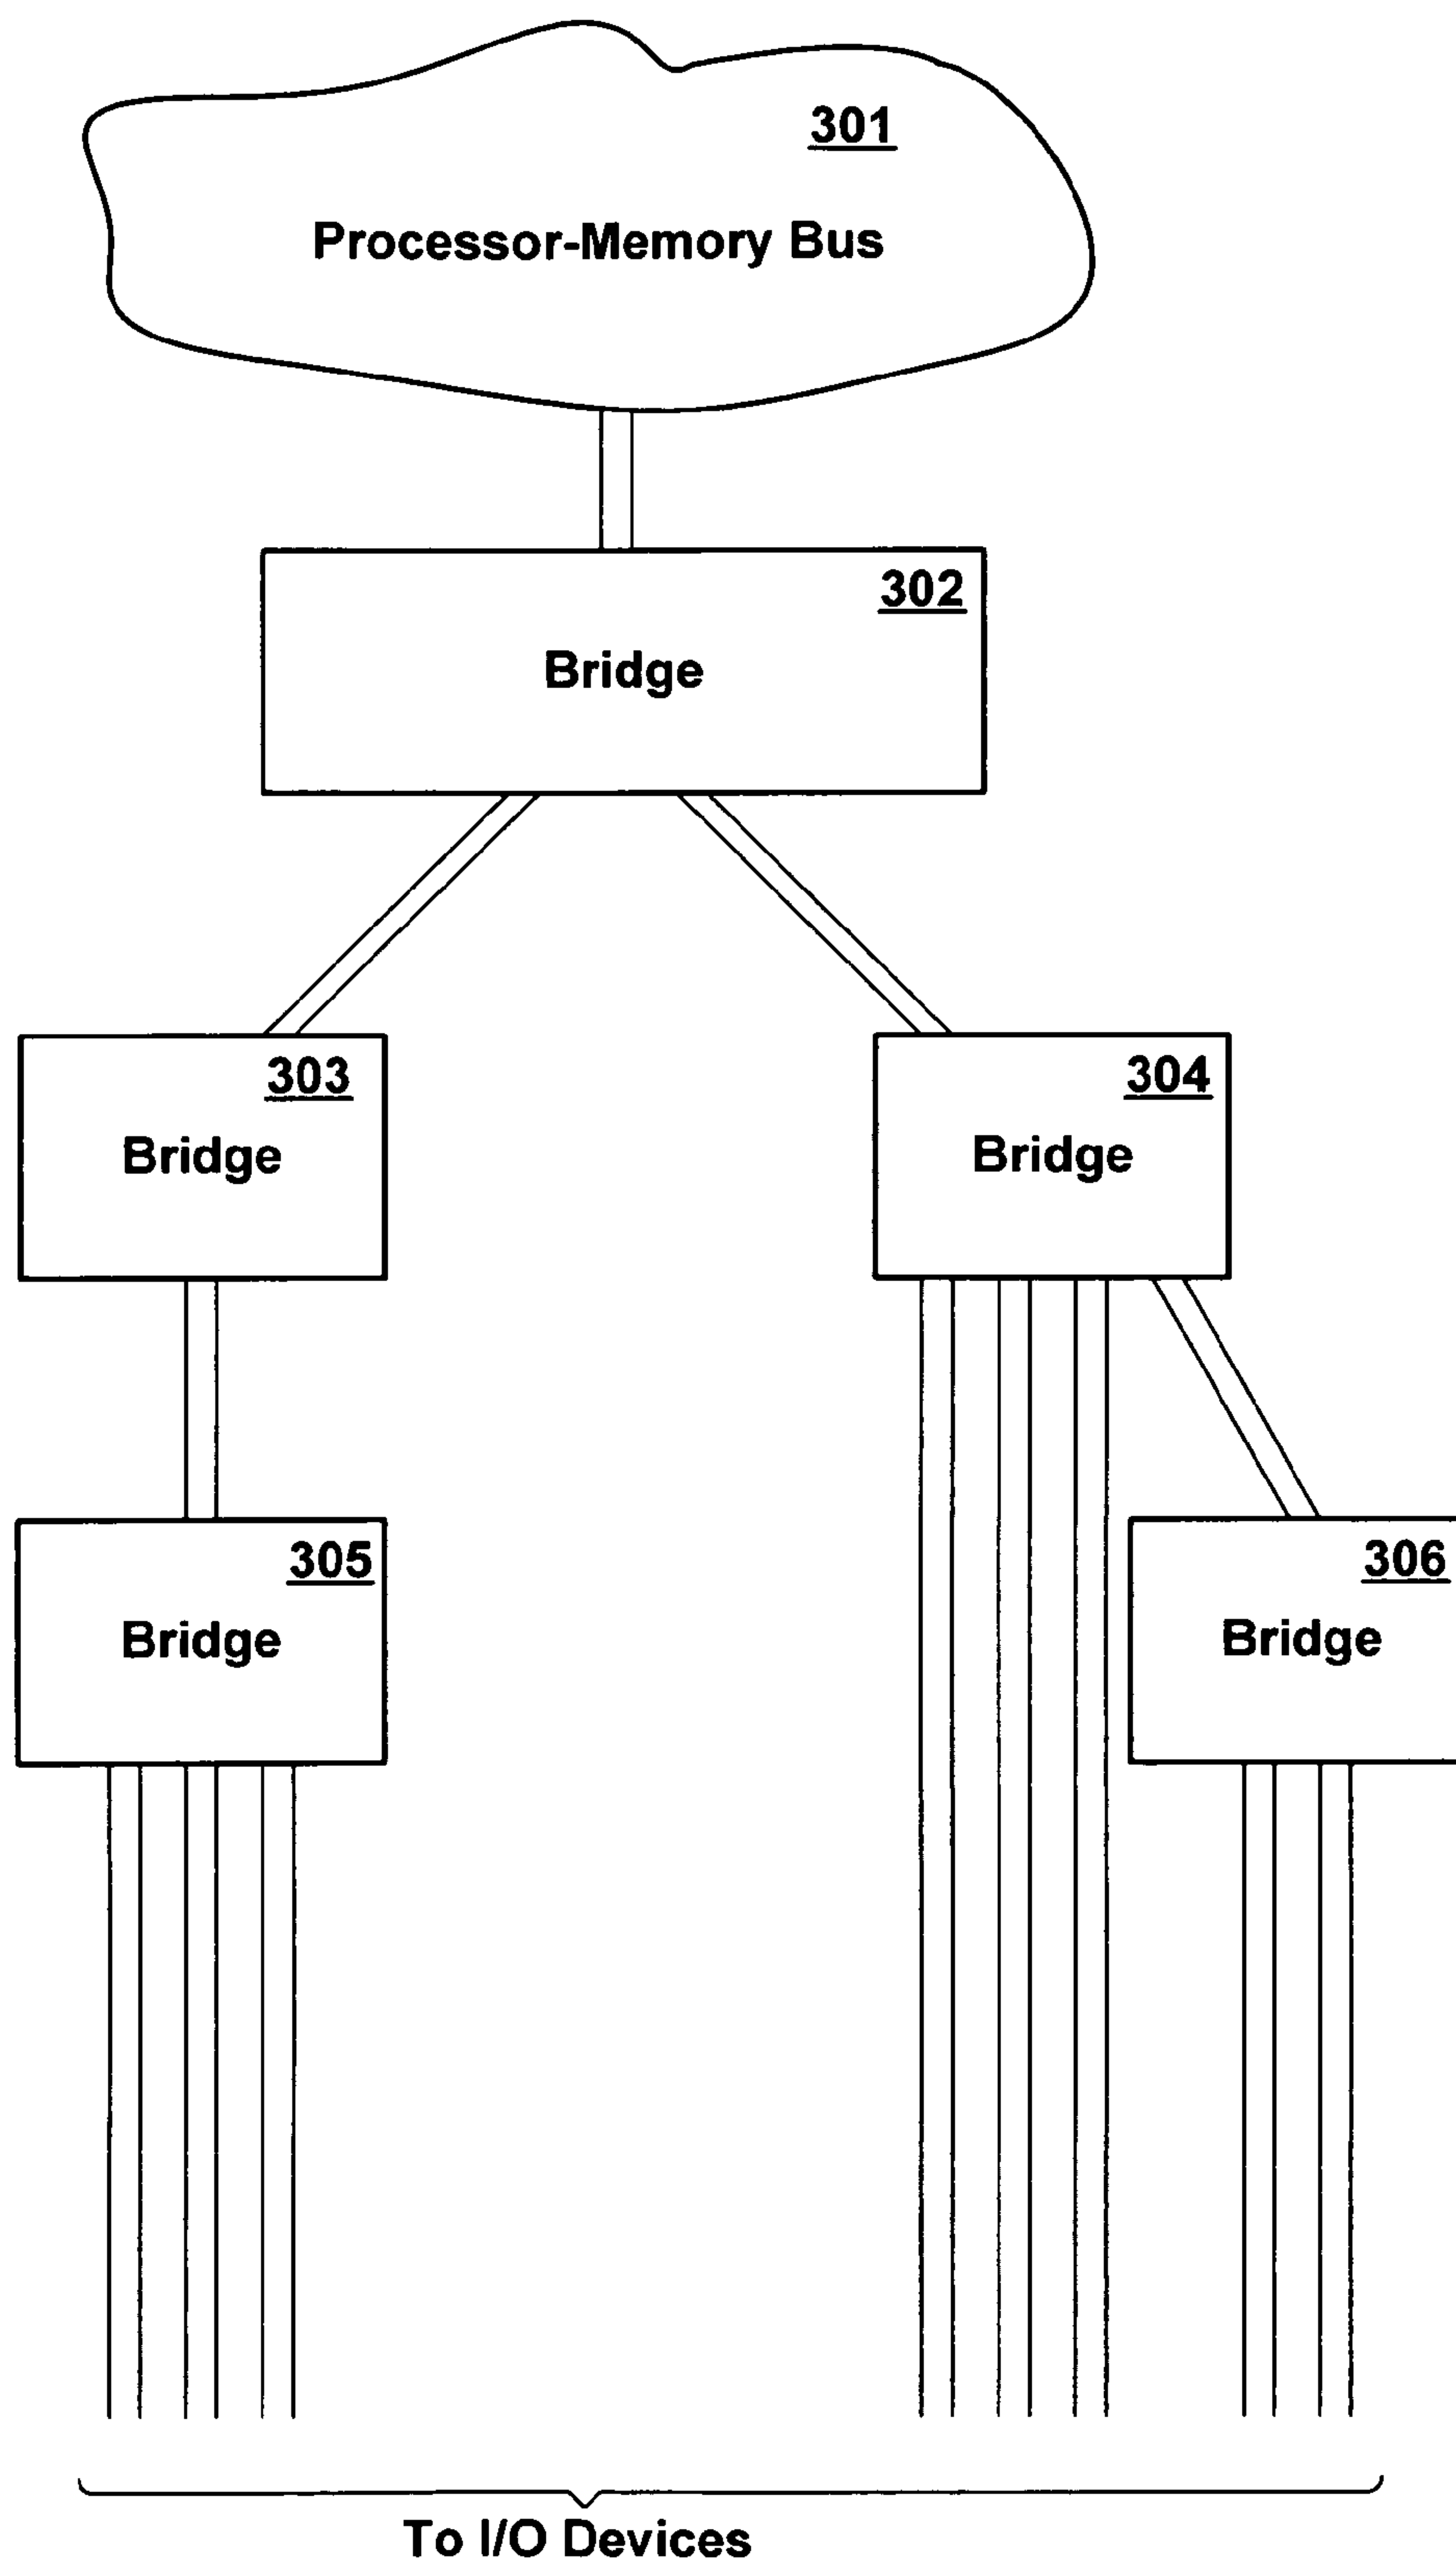 301
Processor-Memory Bus
302
Bridge
303
Bridge
304
Bridge
305
Bridge
306
Bridge
To I/O Devices